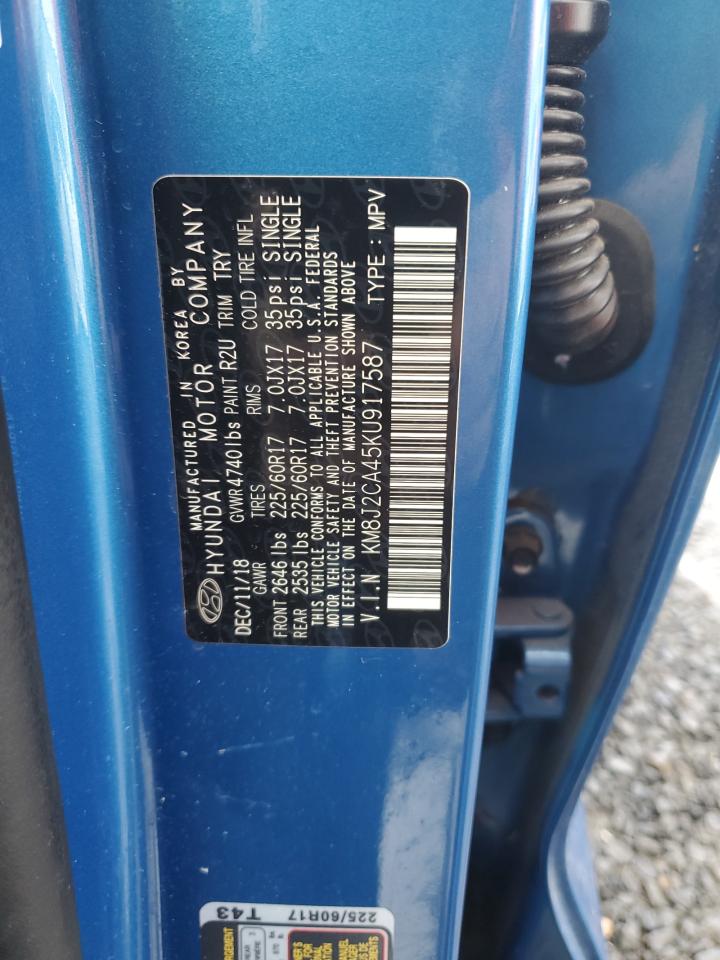 MANUFACTURED IN KOREA BY
HYUNDAI MOTOR COMPANY
DEC/11/18 GVWR 4740lbs PAINT R2U TRIM TRY
GAWR TIRES RIMS COLD TIRE INFL
FRONT 2646 lbs 225/60R17 7.0JX17 35psi SINGLE
REAR 2535 lbs 225/60R17 7.0JX17 35psi SINGLE
THIS VEHICLE CONFORMS TO ALL APPLICABLE U.S.A. FEDERAL
MOTOR VEHICLE SAFETY AND THEFT PREVENTION STANDARDS
IN EFFECT ON THE DATE OF MANUFACTURE SHOWN ABOVE
V.I.N KM8J2CA45KU917587 TYPE : MPV
T43
225/60R17